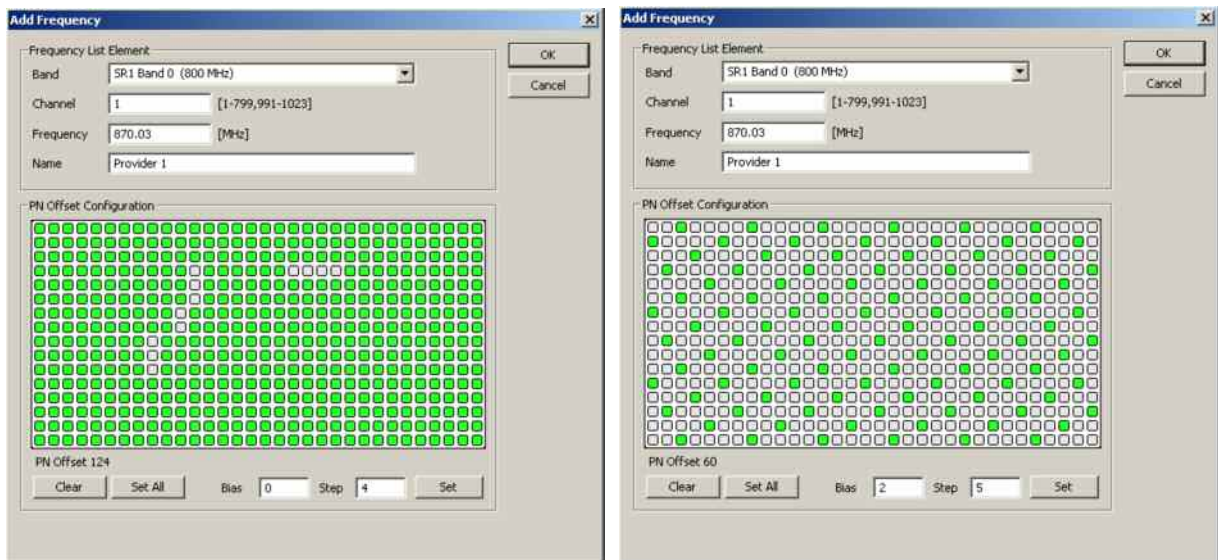 Add Frequency
Frequency List Element
Band SR1 Band 0 (800 MHz)
Channel 1 [1-799,991-1023]
Frequency 870.03 [MHz]
Name Provider 1
OK
Cancel
PN Offset Configuration
PN Offset 124
Clear Set All Bias 0 Step 4 Set
Add Frequency
Frequency List Element
Band SR1 Band 0 (800 MHz)
Channel 1 [1-799,991-1023]
Frequency 870.03 [MHz]
Name Provider 1
OK
Cancel
PN Offset Configuration
PN Offset 60
Clear Set All Bias 2 Step 5 Set